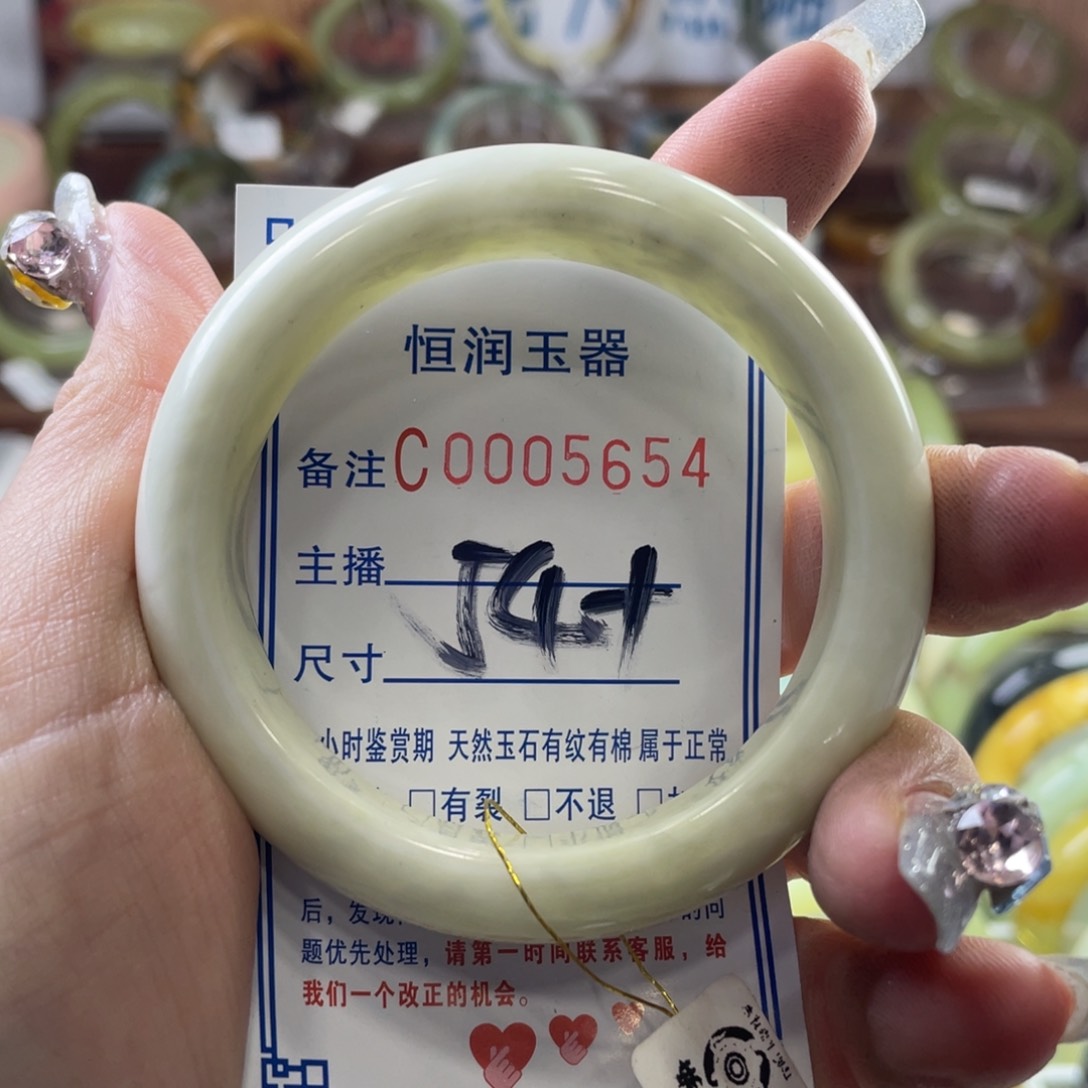 恒润玉器
备注C0005654
主播
尺寸
小时鉴赏期 天然玉石有纹有棉属于正常
□有裂 □不退 □
后，发现
的问
题优先处理，请第一时间联系客服，给
我们一个改正的机会。